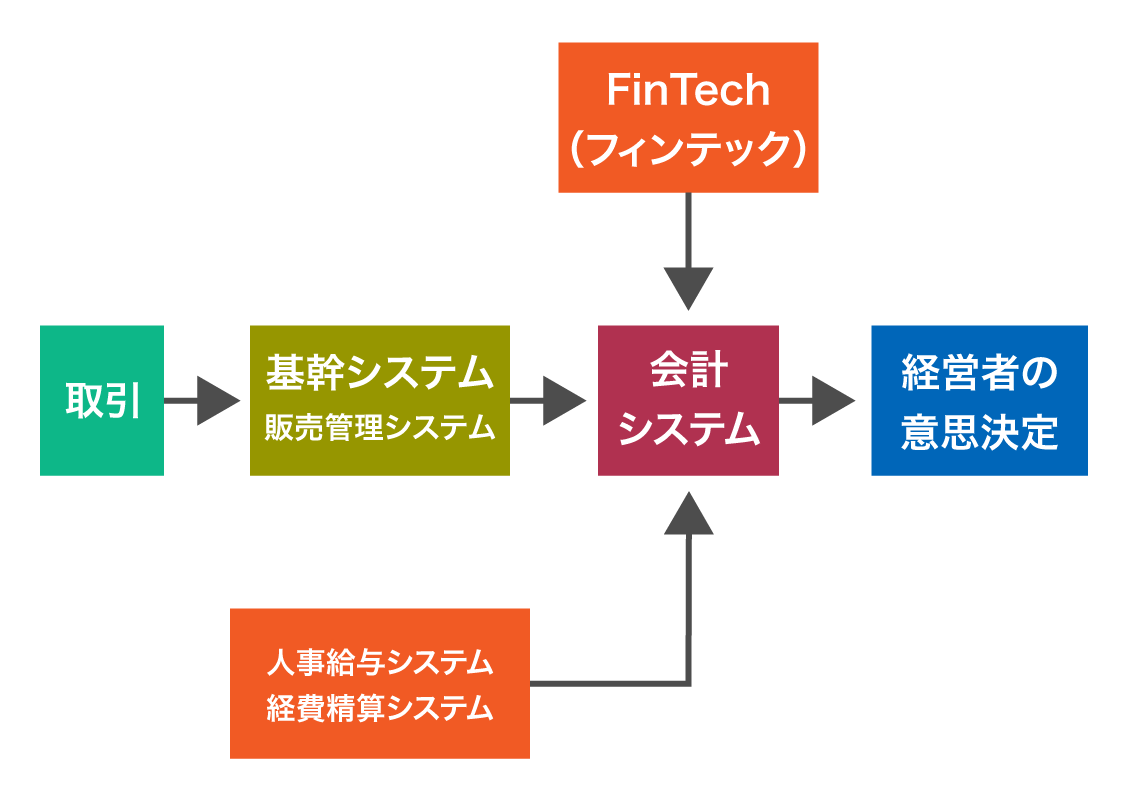 FinTech
（フィンテック）
取引
基幹システム
販売管理システム
会計
システム
経営者の
意思決定
人事給与システム
経費精算システム